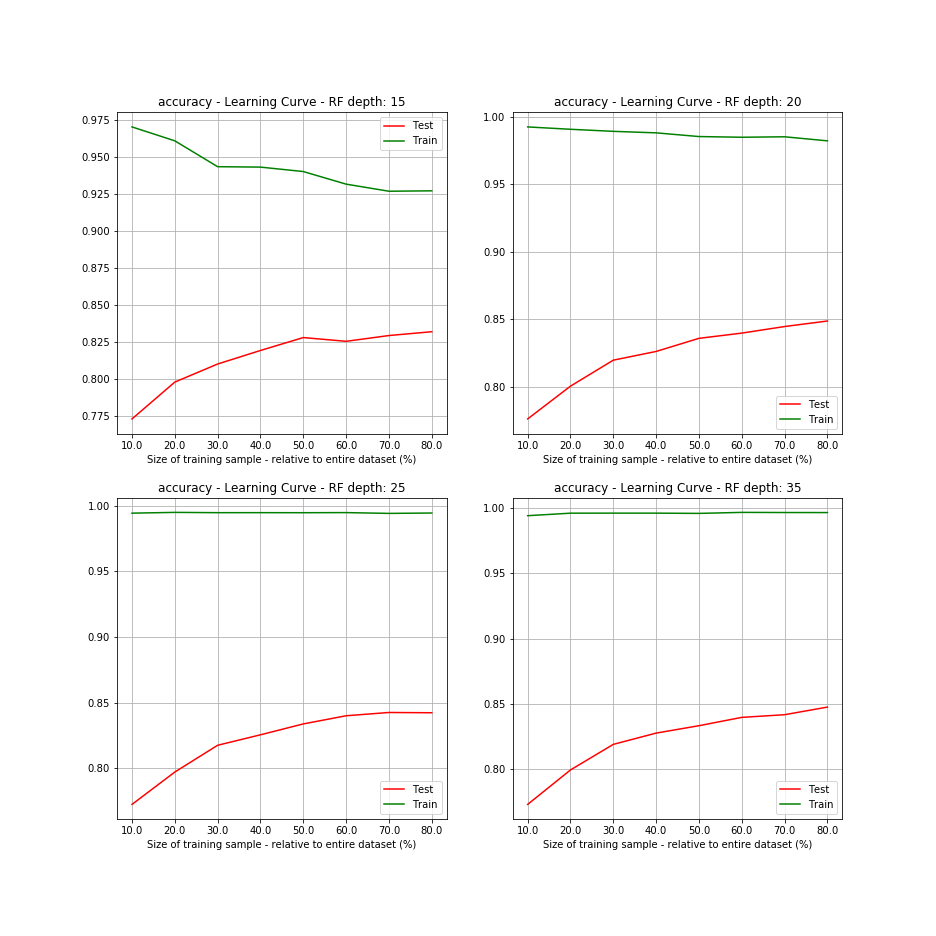 accuracy - Learning Curve - RF depth: 15
0.975
0.950
0.925
0.900
0.875
0.850
0.825
0.800
0.775
Test
Train
10.0 20.0 30.0 40.0 50.0 60.0 70.0 80.0
Size of training sample - relative to entire dataset (%)
accuracy - Learning Curve - RF depth: 20
1.00
0.95
0.90
0.85
0.80
Test
Train
10.0 20.0 30.0 40.0 50.0 60.0 70.0 80.0
Size of training sample - relative to entire dataset (%)
accuracy - Learning Curve - RF depth: 25
1.00
0.95
0.90
0.85
0.80
Test
Train
10.0 20.0 30.0 40.0 50.0 60.0 70.0 80.0
Size of training sample - relative to entire dataset (%)
accuracy - Learning Curve - RF depth: 35
1.00
0.95
0.90
0.85
0.80
Test
Train
10.0 20.0 30.0 40.0 50.0 60.0 70.0 80.0
Size of training sample - relative to entire dataset (%)